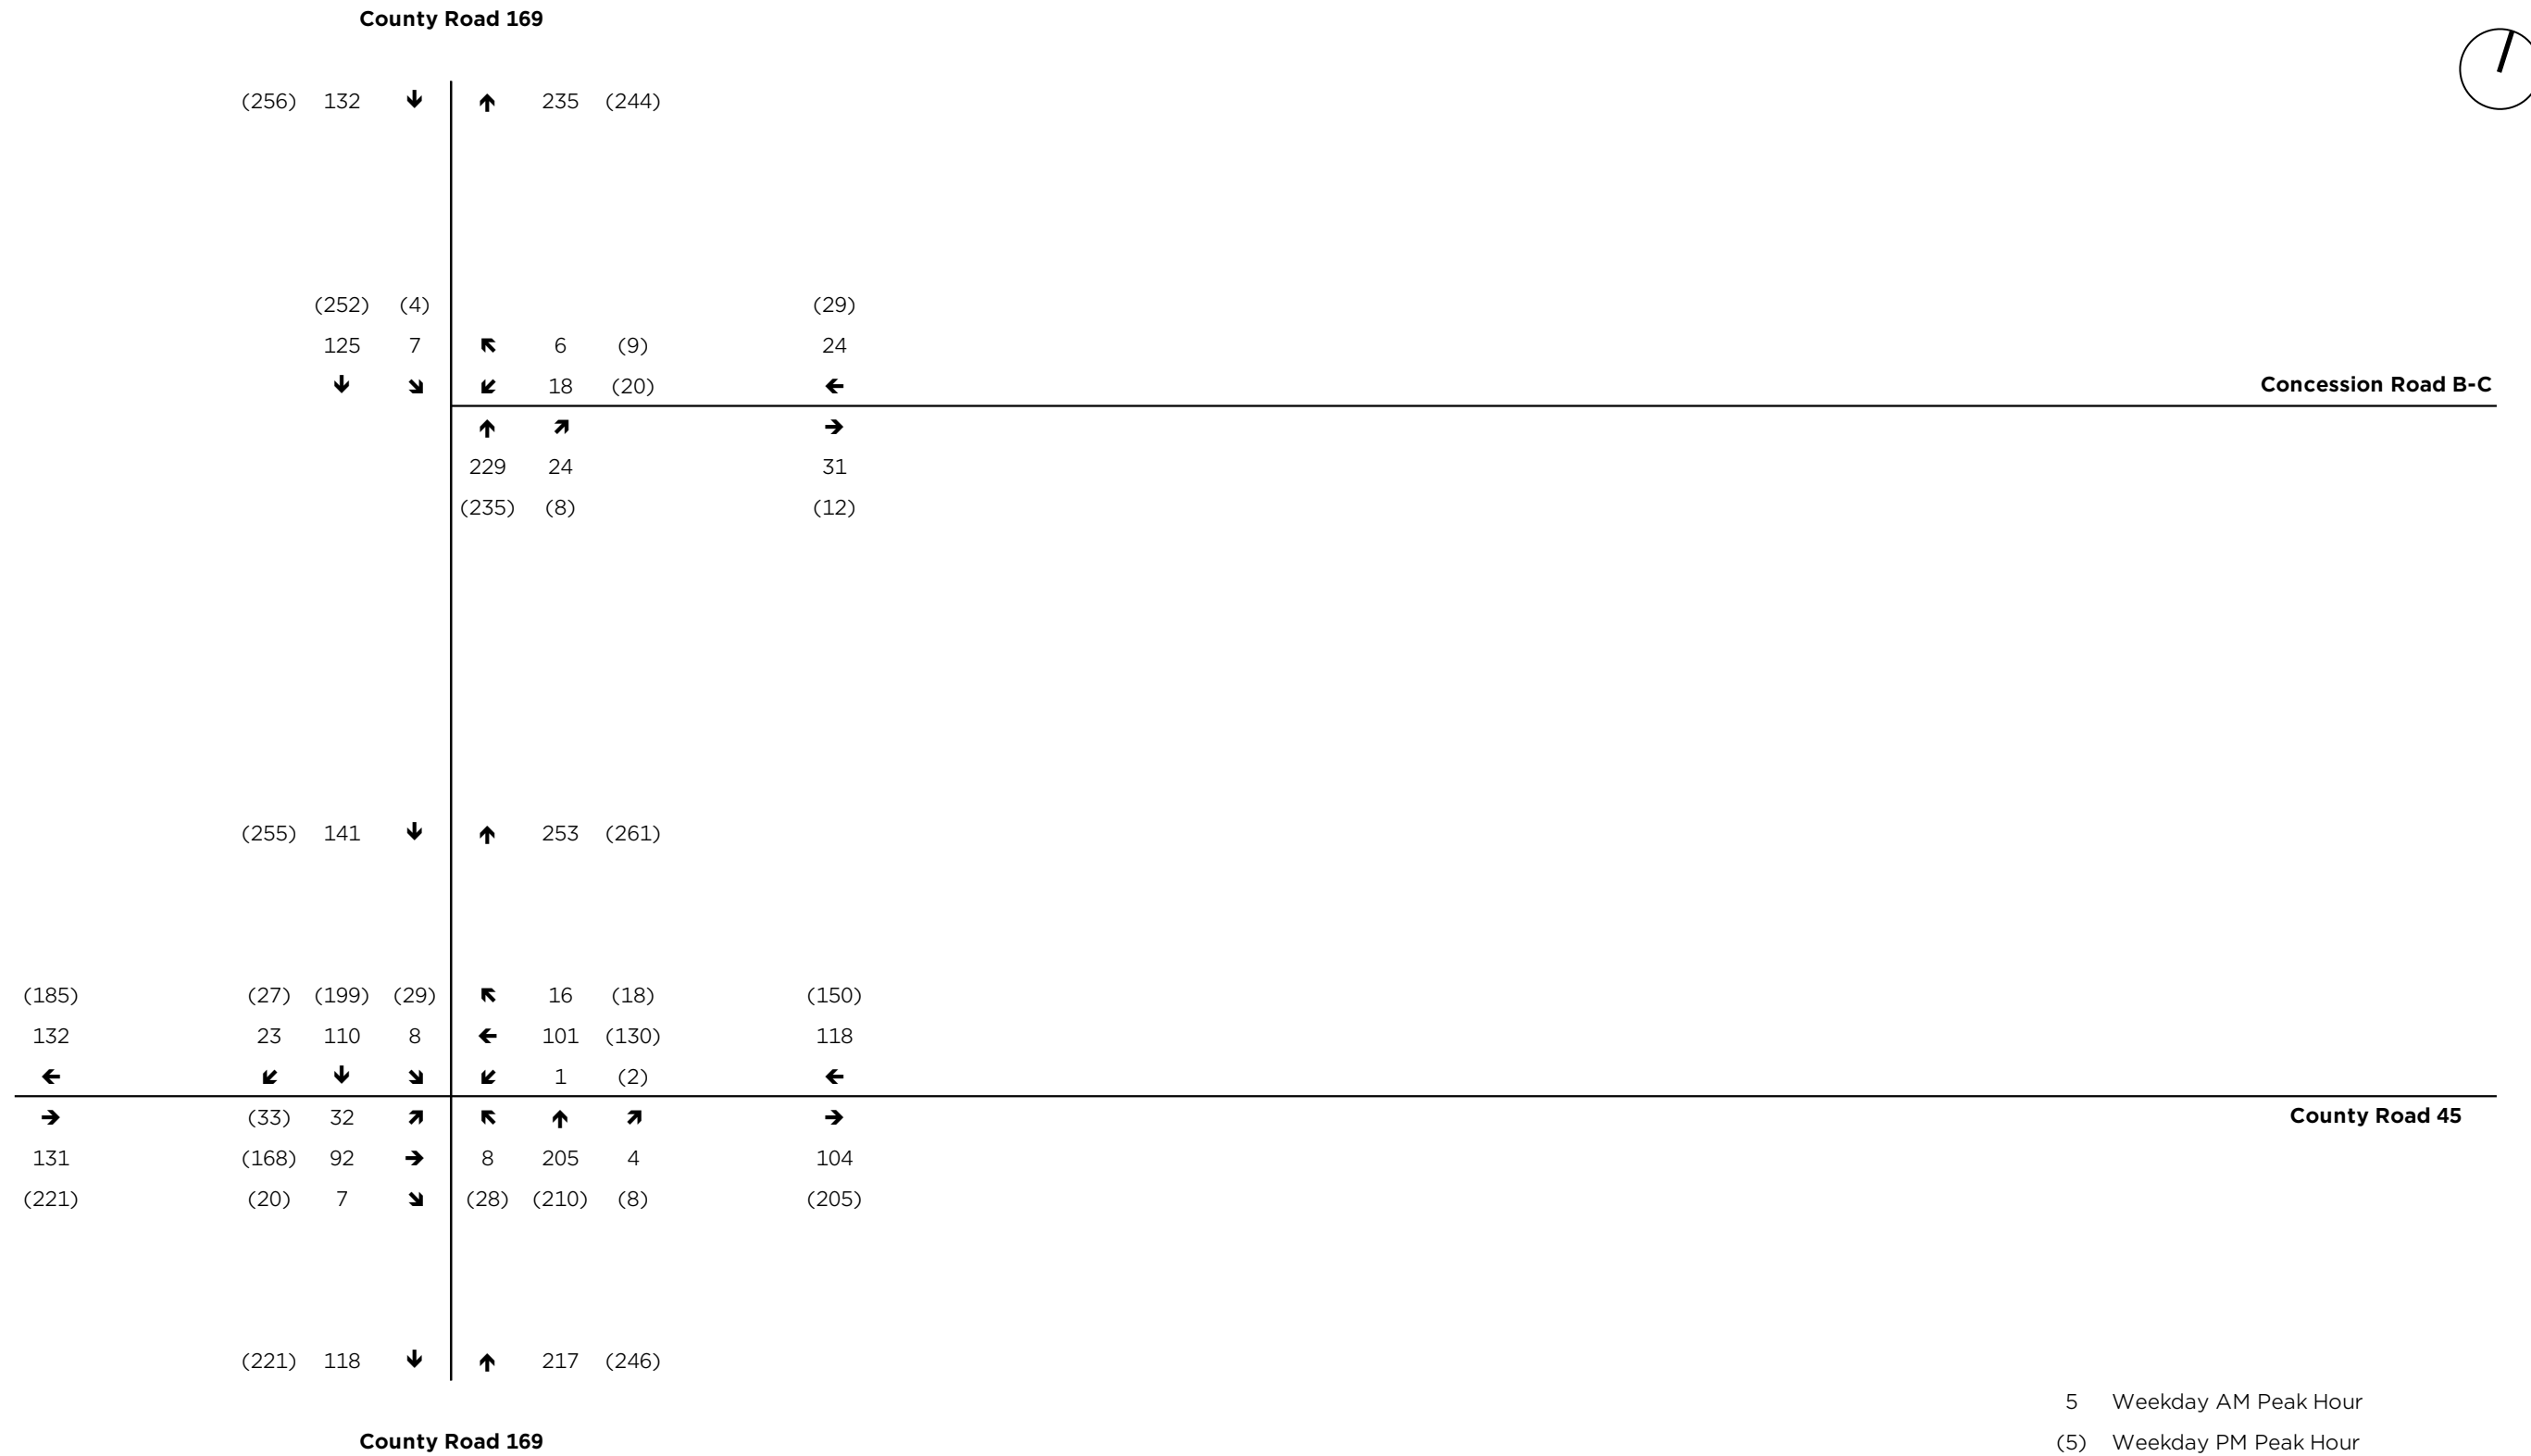 County Road 169
(256) 132 ↓ ↑ 235 (244)
(252) (4) (29)
125 7 ↖ 6 (9) 24
↓ ↘ ↙ 18 (20) ←
Concession Road B-C
↑ ↗ →
229 24 31
(235) (8) (12)
(255) 141 ↓ ↑ 253 (261)
(185) (27) (199) (29) ↖ 16 (18) (150)
132 23 110 8 ← 101 (130) 118
← ↙ ↓ ↘ ↙ 1 (2) ←
→ (33) 32 ↗ ↖ ↑ ↗ → County Road 45
131 (168) 92 → 8 205 4 104
(221) (20) 7 ↘ (28) (210) (8) (205)
(221) 118 ↓ ↑ 217 (246)
5 Weekday AM Peak Hour
County Road 169
(5) Weekday PM Peak Hour